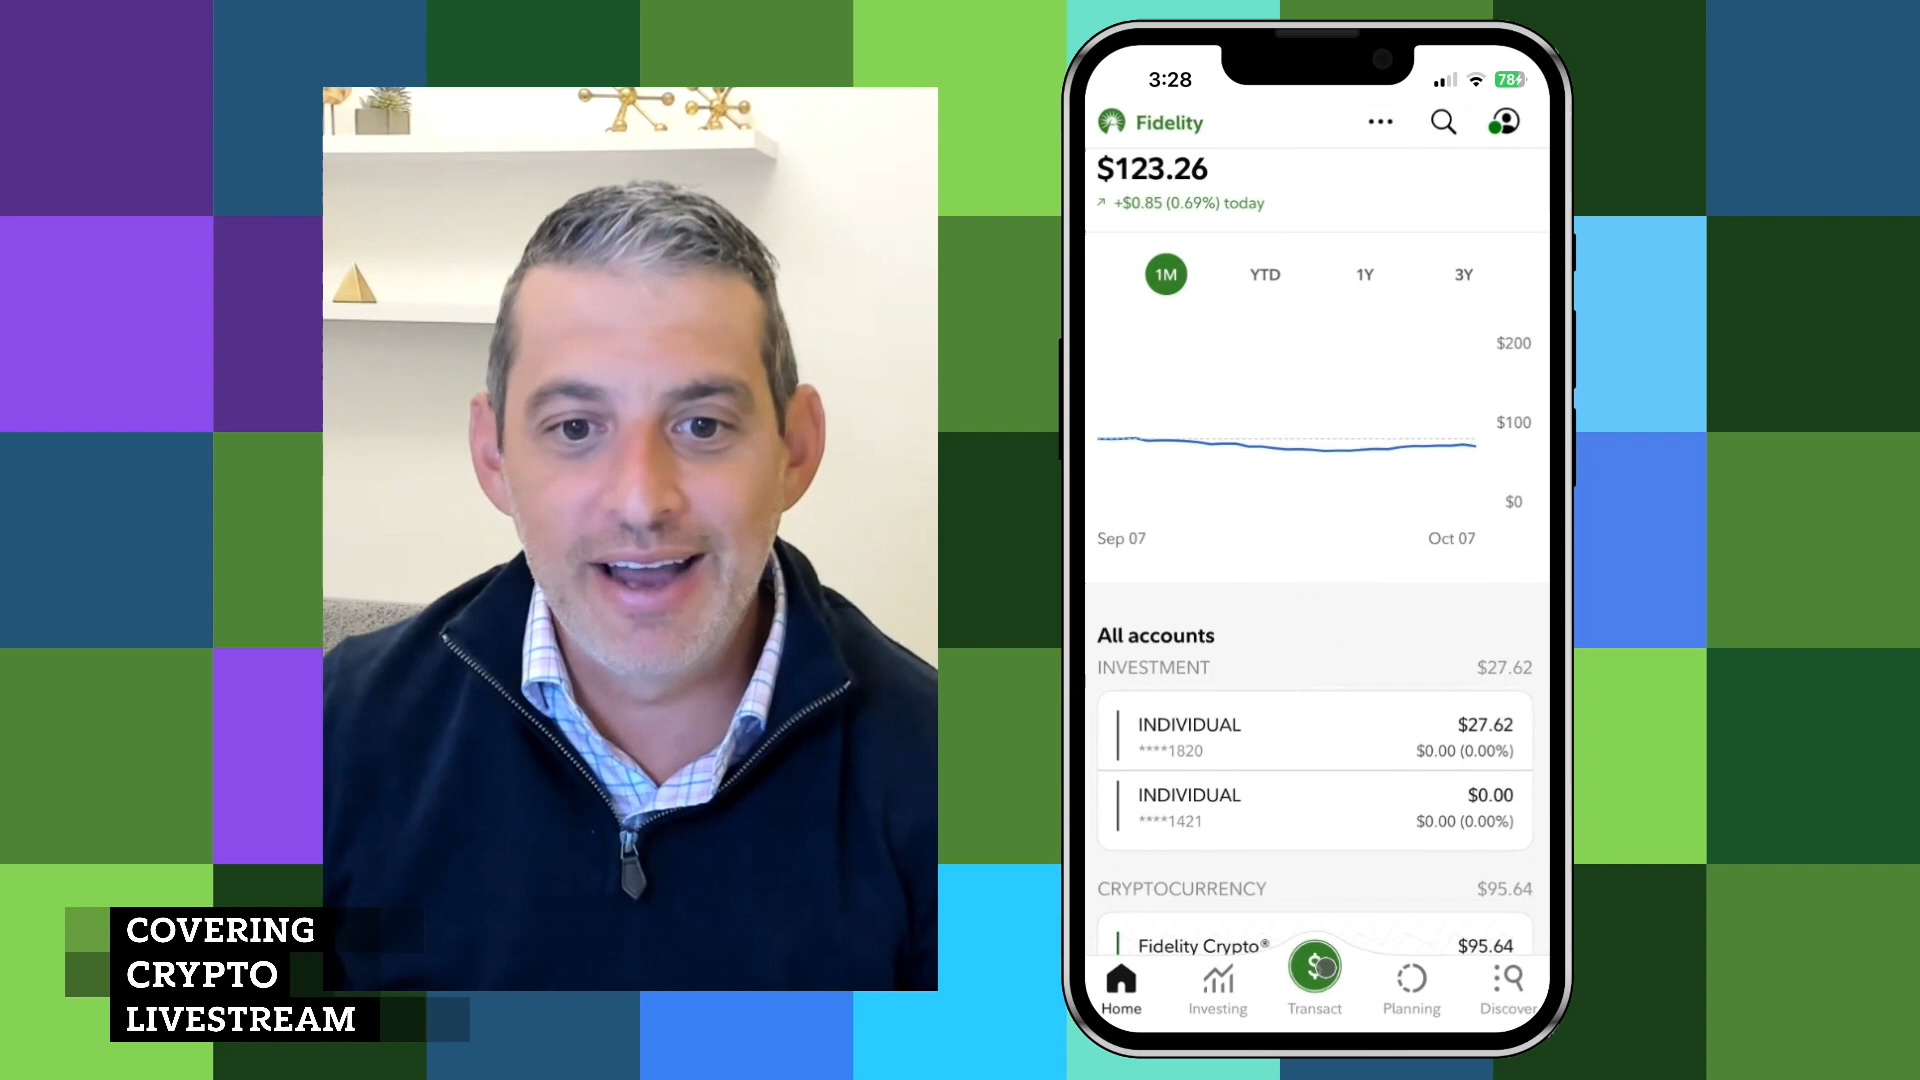 3:28
78
Fidelity
$123.26
+$0.85 (0.69%) today
1M YTD 1Y 3Y
$200
$100
$0
Sep 07 Oct 07
All accounts
INVESTMENT $27.62
INDIVIDUAL $27.62
****1820 $0.00 (0.00%)
INDIVIDUAL $0.00
****1421 $0.00 (0.00%)
CRYPTOCURRENCY $95.64
Fidelity Crypto® $95.64
$
Home Investing Transact Planning Discover
COVERING
CRYPTO
LIVESTREAM